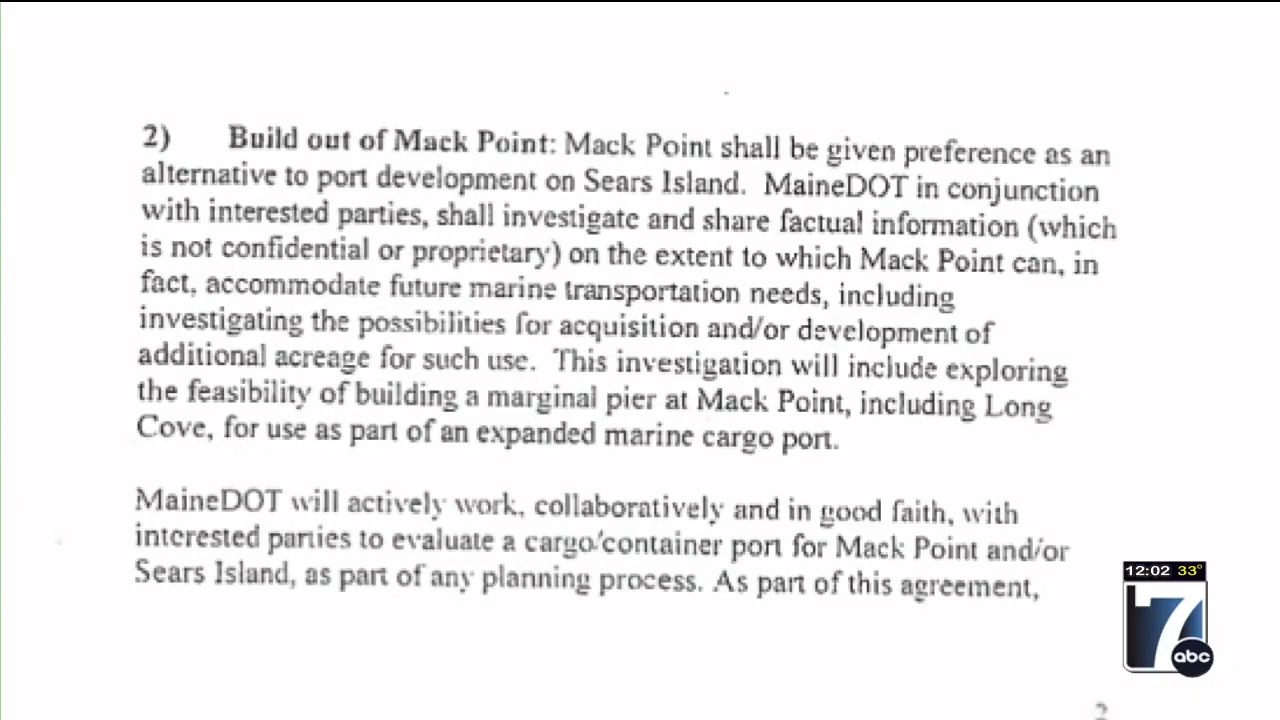 2) Build out of Mack Point: Mack Point shall be given preference as an
alternative to port development on Sears Island. MaineDOT in conjunction
with interested parties, shall investigate and share factual information (which
is not confidential or proprietary) on the extent to which Mack Point can, in
fact, accommodate future marine transportation needs, including
investigating the possibilities for acquisition and/or development of
additional acreage for such use. This investigation will include exploring
the feasibility of building a marginal pier at Mack Point, including Long
Cove, for use as part of an expanded marine cargo port.
MaineDOT will actively work, collaboratively and in good faith, with
interested parties to evaluate a cargo/container port for Mack Point and/or
Sears Island, as part of any planning process. As part of this agreement,
12:02 33°
7
abc
2